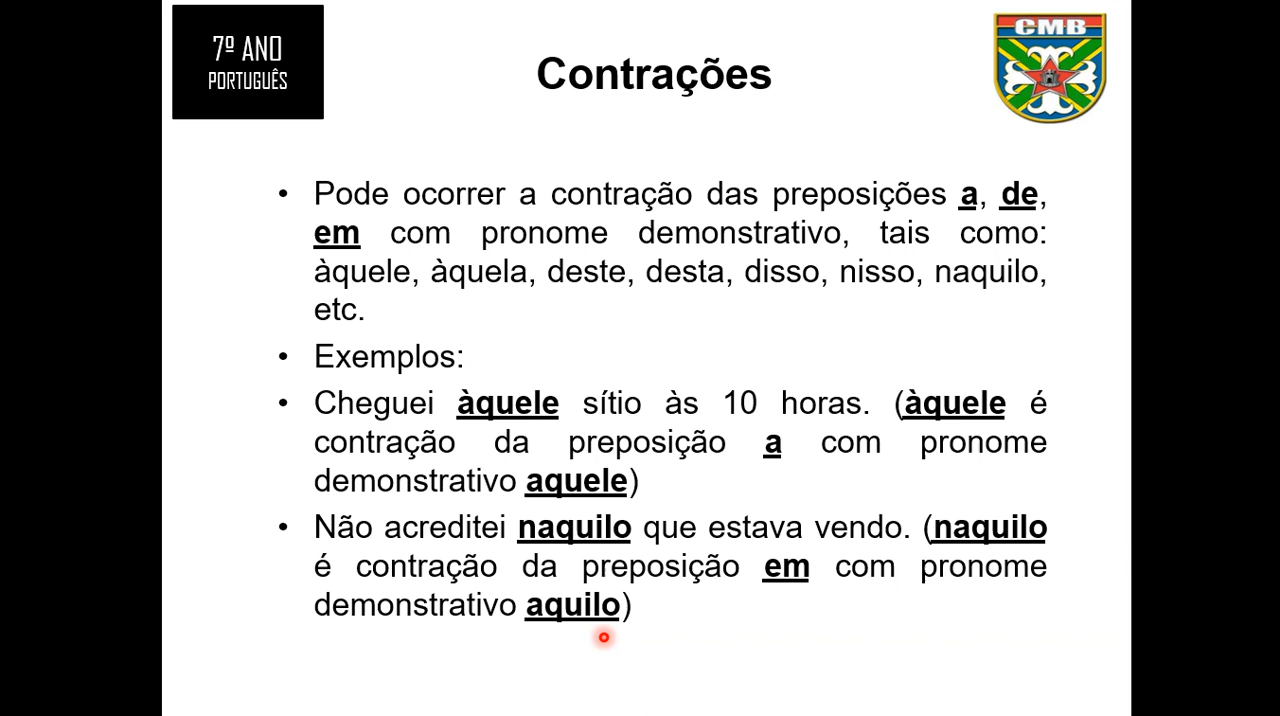 7º ANO
PORTUGUÊS
Contrações
CMB
• Pode ocorrer a contração das preposições a, de,
em com pronome demonstrativo, tais como:
àquele, àquela, deste, desta, disso, nisso, naquilo,
etc.
• Exemplos:
• Cheguei àquele sítio às 10 horas. (àquele é
contração da preposição a com pronome
demonstrativo aquele)
• Não acreditei naquilo que estava vendo. (naquilo
é contração da preposição em com pronome
demonstrativo aquilo)